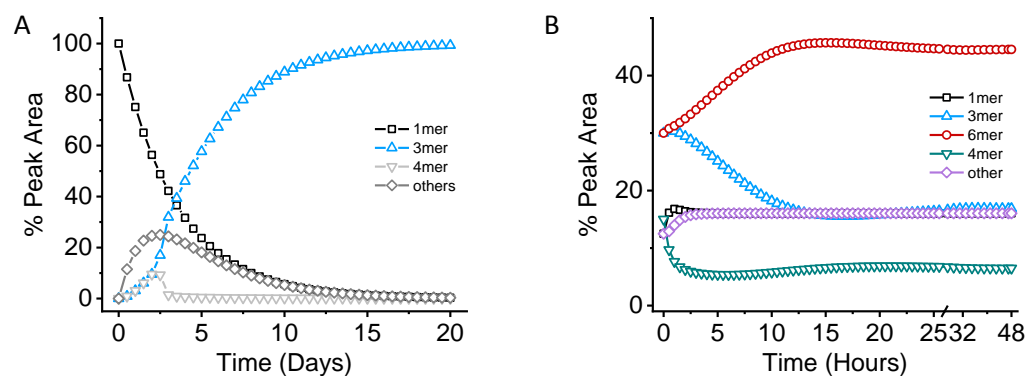 A
% Peak Area
100
80
60
40
20
0
1mer
3mer
4mer
others
0 5 10 15 20
Time (Days)
B
% Peak Area
40
20
0
1mer
3mer
6mer
4mer
other
0 5 10 15 20 25 32 48
Time (Hours)